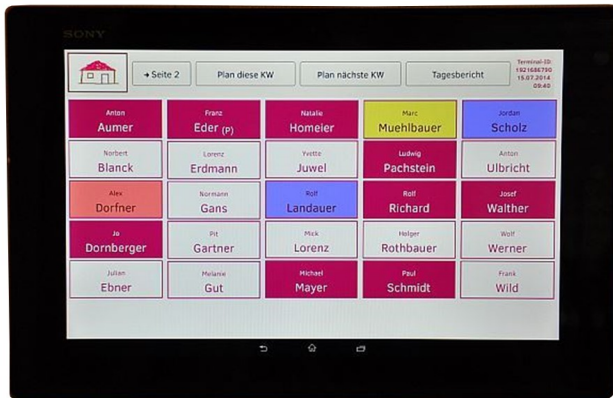 SONY
→ Seite 2
Plan diese KW
Plan nächste KW
Tagesbericht
Terminal-ID:
1921686790
15.07.2014
09:40
Anton
Aumer
Franz
Eder (P)
Natalie
Homeier
Marc
Muehlbauer
Jordan
Scholz
Norbert
Blanck
Lorenz
Erdmann
Yvette
Juwel
Ludwig
Pachstein
Anton
Ulbricht
Alex
Dorfner
Normann
Gans
Rolf
Landauer
Rolf
Richard
Josef
Walther
Jo
Dornberger
Pit
Gartner
Mick
Lorenz
Holger
Rothbauer
Wolf
Werner
Julian
Ebner
Melanie
Gut
Michael
Mayer
Paul
Schmidt
Frank
Wild